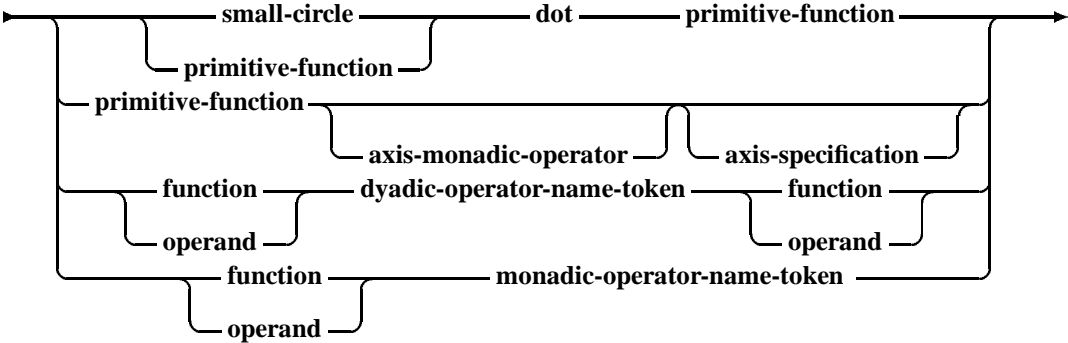 small-circle dot primitive-function
primitive-function
primitive-function
axis-monadic-operator axis-specification
function dyadic-operator-name-token function
operand operand
function monadic-operator-name-token
operand